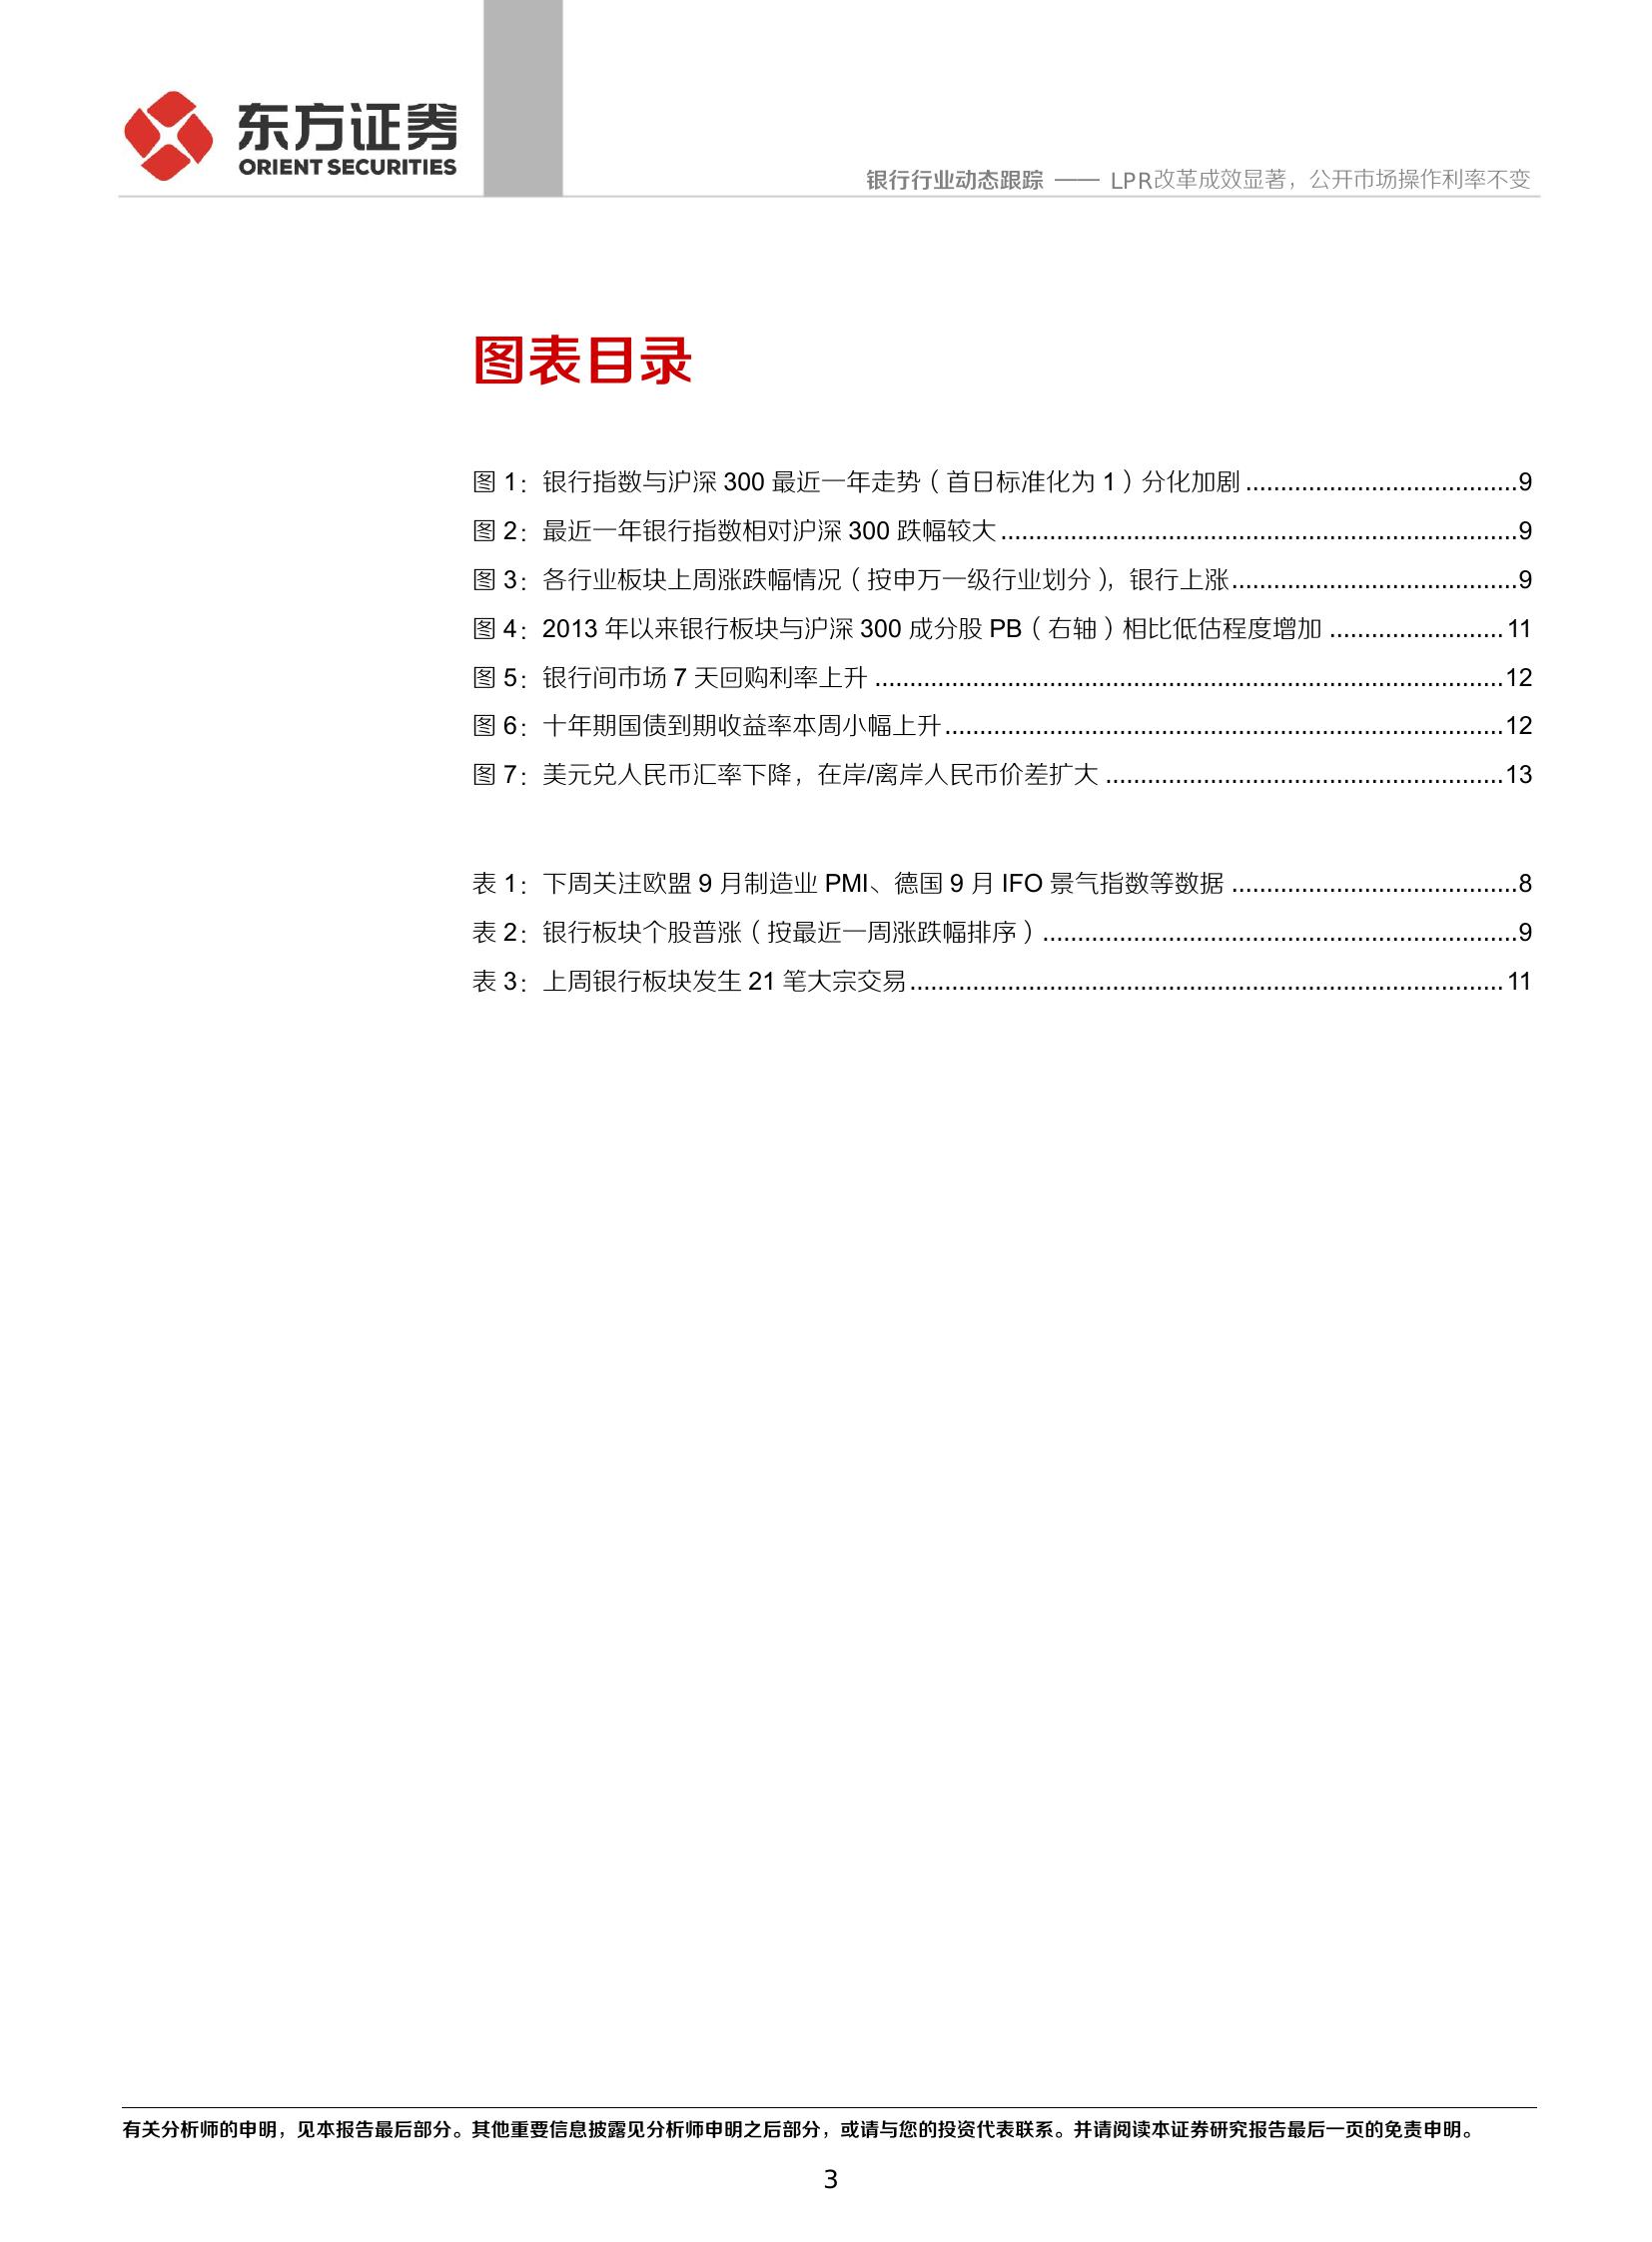 东方证券
ORIENT SECURITIES
银行行业动态跟踪 —— LPR改革成效显著，公开市场操作利率不变
图表目录
图 1：银行指数与沪深 300 最近一年走势（首日标准化为 1）分化加剧.......................................9
图 2：最近一年银行指数相对沪深 300 跌幅较大..........................................................................9
图 3：各行业板块上周涨跌幅情况（按申万一级行业划分），银行上涨.........................................9
图 4：2013 年以来银行板块与沪深 300 成分股 PB（右轴）相比低估程度增加.........................11
图 5：银行间市场 7 天回购利率上升..........................................................................................12
图 6：十年期国债到期收益率本周小幅上升................................................................................12
图 7：美元兑人民币汇率下降，在岸/离岸人民币价差扩大.........................................................13
表 1：下周关注欧盟 9 月制造业 PMI、德国 9 月 IFO 景气指数等数据.........................................8
表 2：银行板块个股普涨（按最近一周涨跌幅排序）....................................................................9
表 3：上周银行板块发生 21 笔大宗交易.....................................................................................11
有关分析师的申明，见本报告最后部分。其他重要信息披露见分析师申明之后部分，或请与您的投资代表联系。并请阅读本证券研究报告最后一页的免责申明。
3